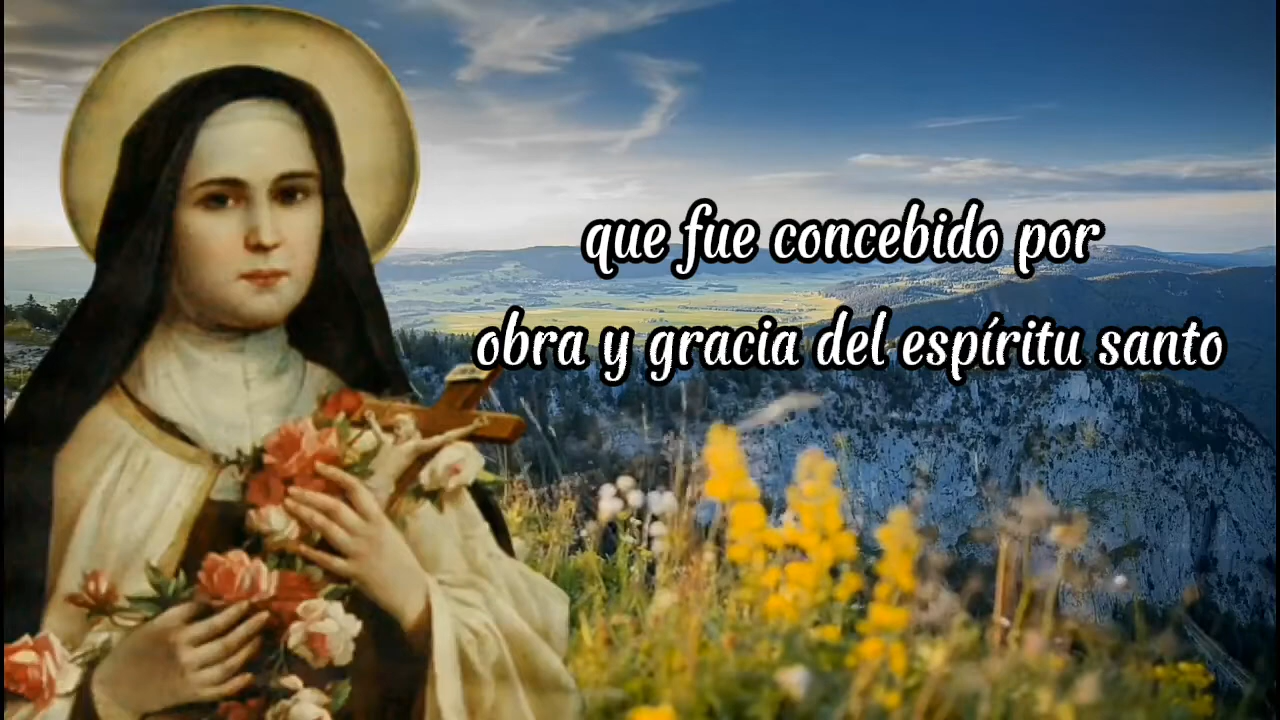 que fue concebido por
obra y gracia del espíritu santo